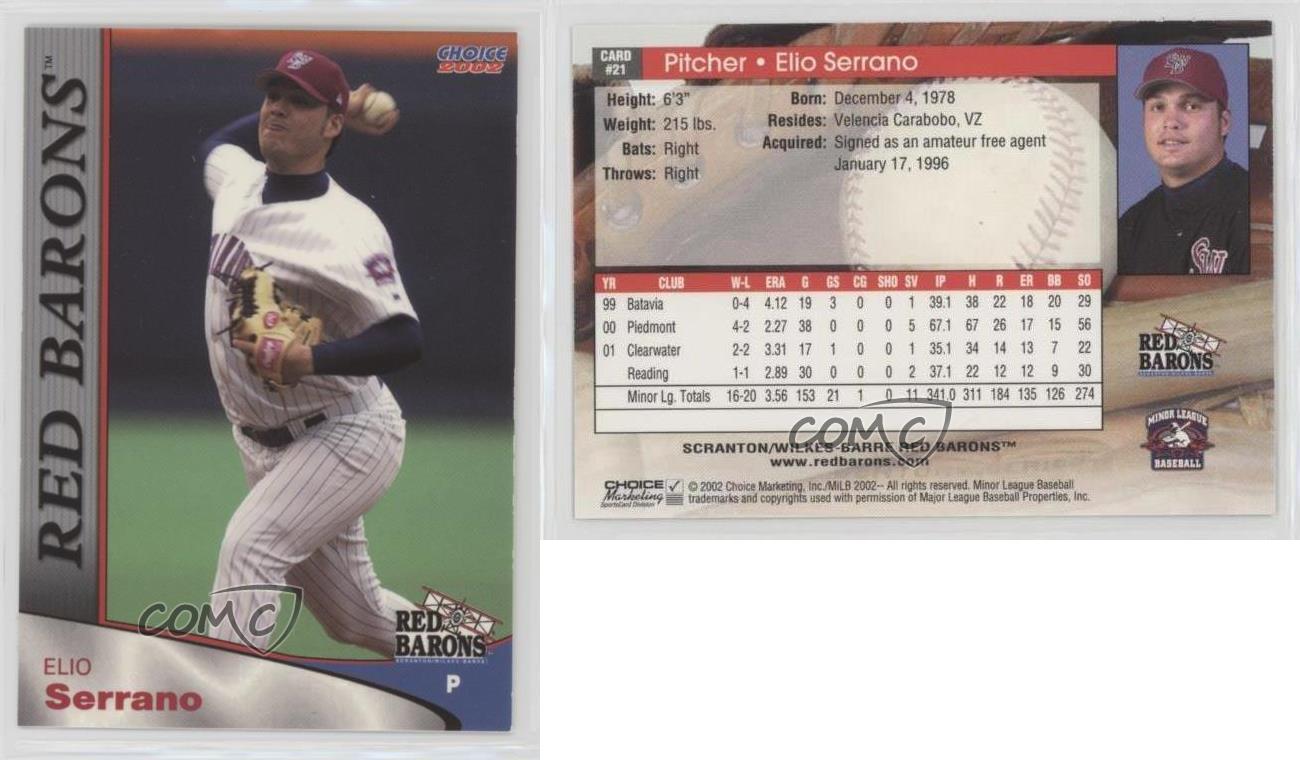 RED BARONS™
CHOICE
2002
RED
BARONS
SCRANTON/WILKES-BARRE
P
ELIO
Serrano
COMC
CARD
#21
Pitcher • Elio Serrano
Height: 6'3"
Weight: 215 lbs.
Bats: Right
Throws: Right
Born: December 4, 1978
Resides: Velencia Carabobo, VZ
Acquired: Signed as an amateur free agent
January 17, 1996
SW
YR CLUB W-L ERA G GS CG SHO SV IP H R ER BB SO
99 Batavia 0-4 4.12 19 3 0 0 1 39.1 38 22 18 20 29
00 Piedmont 4-2 2.27 38 0 0 0 5 67.1 67 26 17 15 56
01 Clearwater 2-2 3.31 17 1 0 0 1 35.1 34 14 13 7 22
Reading 1-1 2.89 30 0 0 0 2 37.1 22 12 12 9 30
Minor Lg. Totals 16-20 3.56 153 21 1 0 11 341.0 311 184 135 126 274
RED
BARONS
SCRANTON/WILKES-BARRE
MINOR LEAGUE
BASEBALL
COMC
SCRANTON/WILKES-BARRE RED BARONS™
www.redbarons.com
CHOICE
Marketing
SportsCard Division
© 2002 Choice Marketing, Inc./MiLB 2002-- All rights reserved. Minor League Baseball
trademarks and copyrights used with permission of Major League Baseball Properties, Inc.